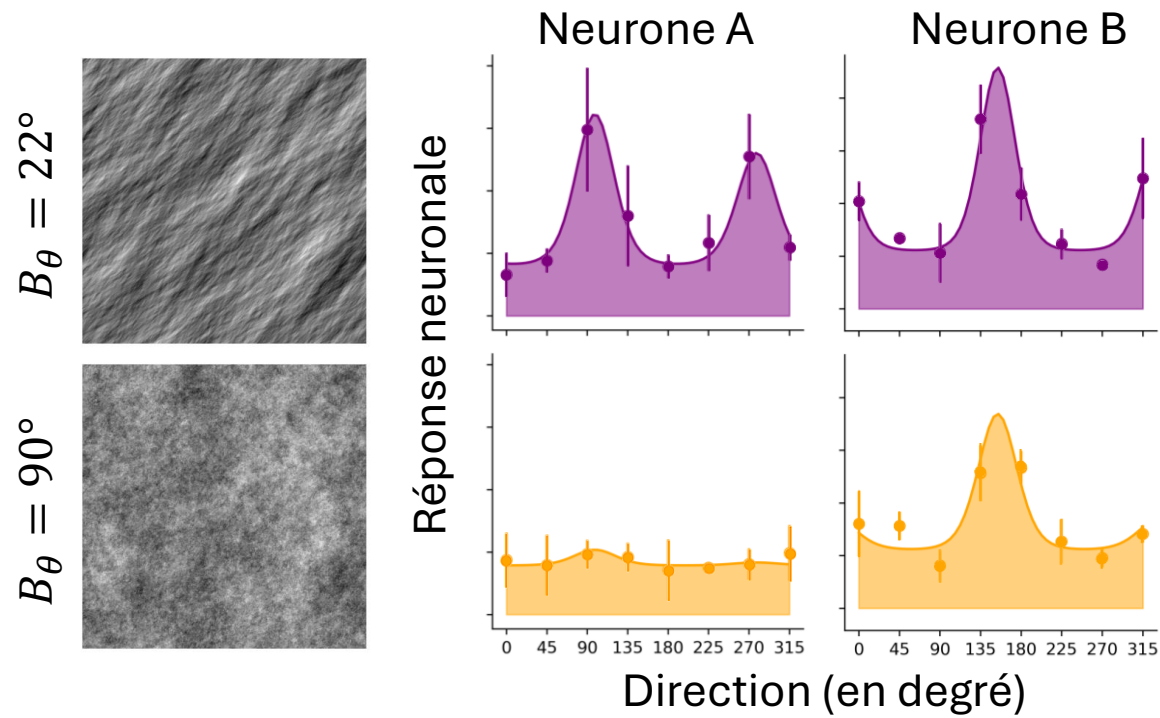 Neurone A
Neurone B
B_θ = 22°
B_θ = 90°
Réponse neuronale
0 45 90 135 180 225 270 315
0 45 90 135 180 225 270 315
Direction (en degré)